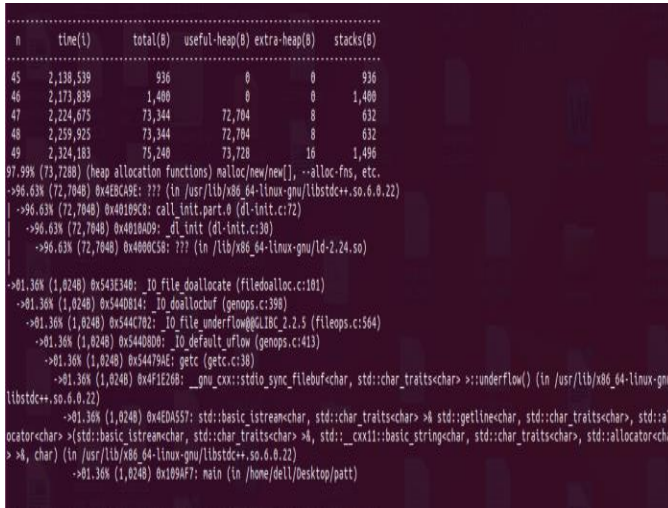 --------------------------------------------------------------------------------
n time(i) total(B) useful-heap(B) extra-heap(B) stacks(B)
--------------------------------------------------------------------------------
45 2,138,539 936 0 0 936
46 2,173,839 1,400 0 0 1,400
47 2,224,675 73,344 72,704 8 632
48 2,259,925 73,344 72,704 8 632
49 2,324,183 75,240 73,728 16 1,496
97.99% (73,728B) (heap allocation functions) malloc/new/new[], --alloc-fns, etc.
->96.63% (72,704B) 0x4EBCA9E: ??? (in /usr/lib/x86_64-linux-gnu/libstdc++.so.6.0.22)
| ->96.63% (72,704B) 0x40109C8: call_init.part.0 (dl-init.c:72)
|   ->96.63% (72,704B) 0x4010AD9: _dl_init (dl-init.c:30)
|     ->96.63% (72,704B) 0x4000C58: ??? (in /lib/x86_64-linux-gnu/ld-2.24.so)
|
->01.36% (1,024B) 0x543E340: _IO_file_doallocate (filedoalloc.c:101)
  ->01.36% (1,024B) 0x544D814: _IO_doallocbuf (genops.c:398)
    ->01.36% (1,024B) 0x544C702: _IO_file_underflow@@GLIBC_2.2.5 (fileops.c:564)
      ->01.36% (1,024B) 0x544D8D0: _IO_default_uflow (genops.c:413)
        ->01.36% (1,024B) 0x54479AE: getc (getc.c:38)
          ->01.36% (1,024B) 0x4F1E26B: __gnu_cxx::stdio_sync_filebuf<char, std::char_traits<char> >::underflow() (in /usr/lib/x86_64-linux-gnu
libstdc++.so.6.0.22)
            ->01.36% (1,024B) 0x4EDA557: std::basic_istream<char, std::char_traits<char> >& std::getline<char, std::char_traits<char>, std::al
ocator<char> >(std::basic_istream<char, std::char_traits<char> >&, std::__cxx11::basic_string<char, std::char_traits<char>, std::allocator<cha
> >&, char) (in /usr/lib/x86_64-linux-gnu/libstdc++.so.6.0.22)
              ->01.36% (1,024B) 0x109AF7: main (in /home/dell/Desktop/patt)